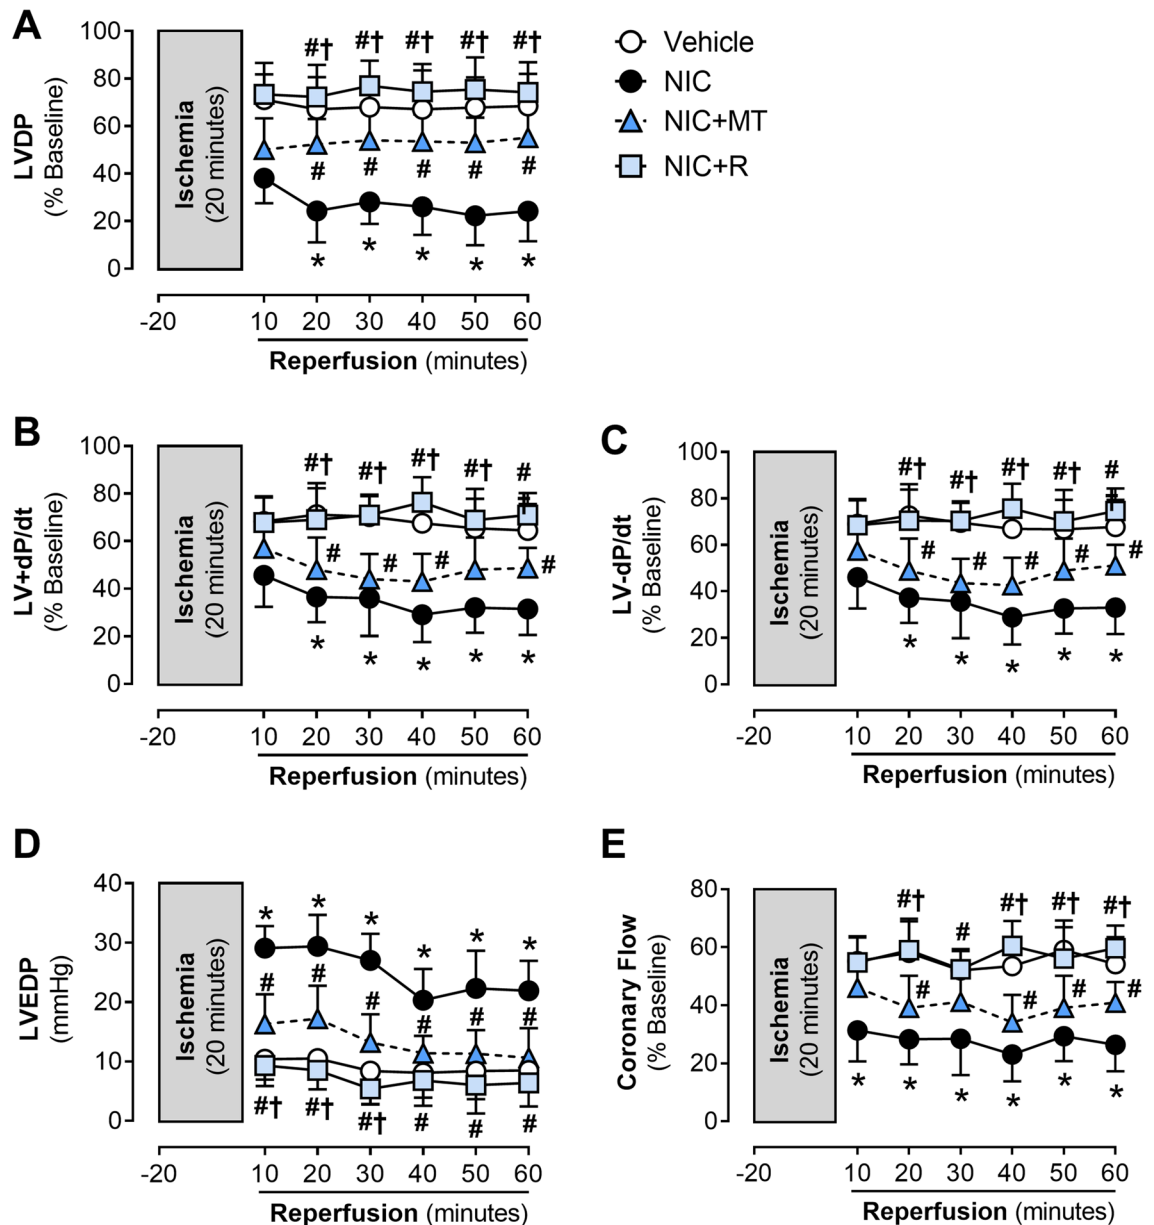 A
100
80
60
40
20
0
LVDP
(% Baseline)
Ischemia
(20 minutes)
#† #† #† #† #†
# # # # #
* * * * *
-20 10 20 30 40 50 60
Reperfusion (minutes)
Vehicle
NIC
NIC+MT
NIC+R
B
100
80
60
40
20
0
LV+dP/dt
(% Baseline)
Ischemia
(20 minutes)
#† #† #† #† #
†
# # # # #
* * * * *
-20 10 20 30 40 50 60
Reperfusion (minutes)
C
100
80
60
40
20
0
LV-dP/dt
(% Baseline)
Ischemia
(20 minutes)
#† #† #† #† #
†
# # # # #
* * * * *
-20 10 20 30 40 50 60
Reperfusion (minutes)
D
40
30
20
10
0
LVEDP
(mmHg)
Ischemia
(20 minutes)
* * * * * *
# # # # # #
#† #† #† # # #
-20 10 20 30 40 50 60
Reperfusion (minutes)
E
80
60
40
20
0
Coronary Flow
(% Baseline)
Ischemia
(20 minutes)
#† # #† #† #†
# # # #
* * * * * *
-20 10 20 30 40 50 60
Reperfusion (minutes)